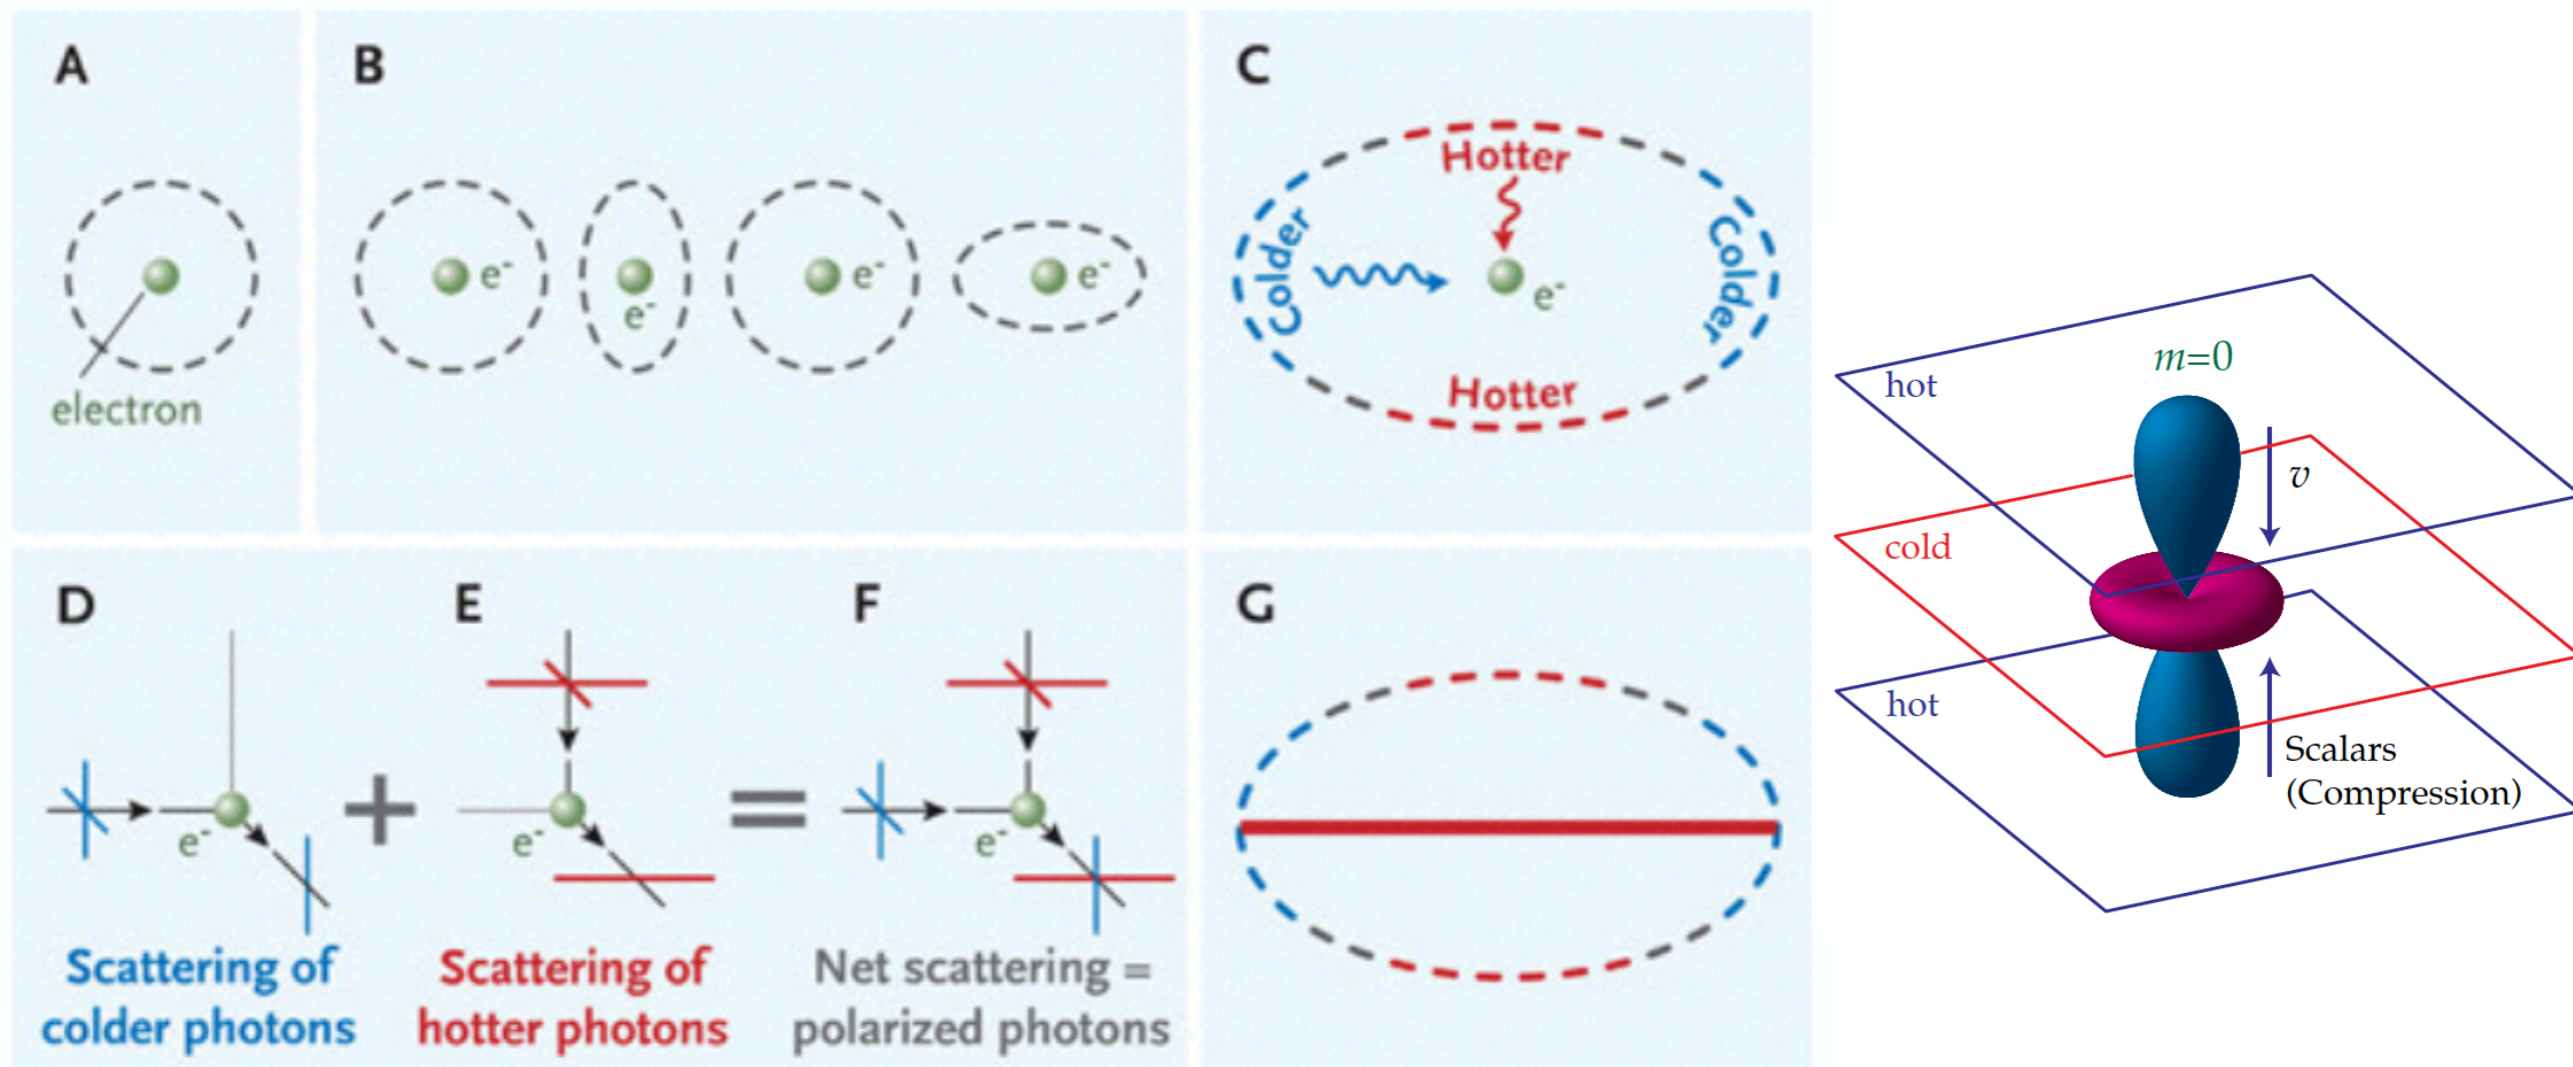 A
electron
B
e-
e-
e-
e-
C
Hotter
Colder
Colder
e-
Hotter
D
e-
Scattering of
colder photons
E
e-
Scattering of
hotter photons
F
e-
Net scattering =
polarized photons
G
m=0
hot
v
cold
hot
Scalars
(Compression)